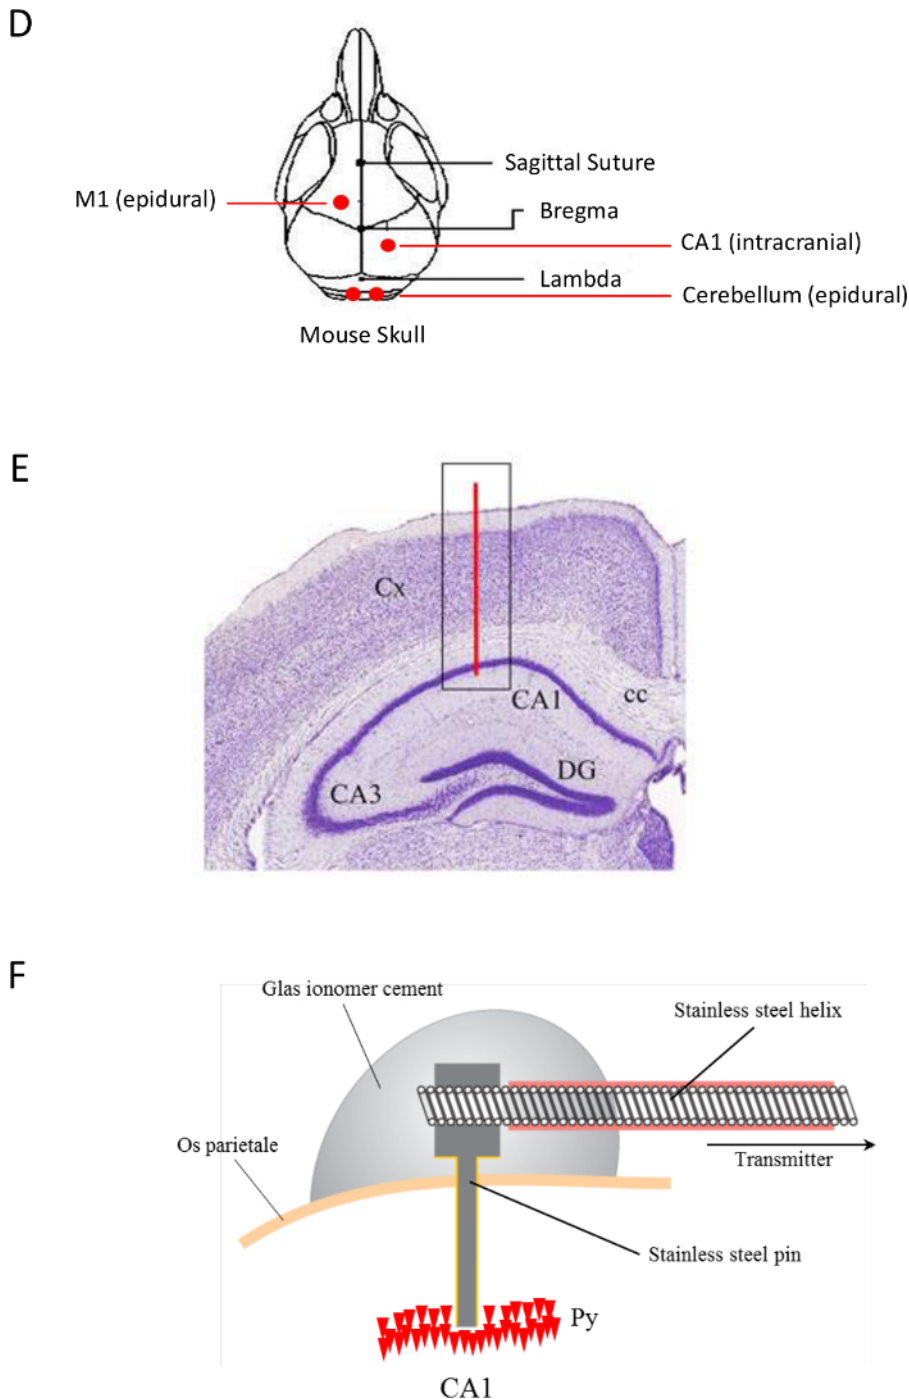 D
Sagittal Suture
M1 (epidural)
Bregma
CA1 (intracranial)
Lambda
Cerebellum (epidural)
Mouse Skull
E
Cx
CA1
cc
DG
CA3
F
Glas ionomer cement
Stainless steel helix
Os parietale
Transmitter
Stainless steel pin
Py
CA1